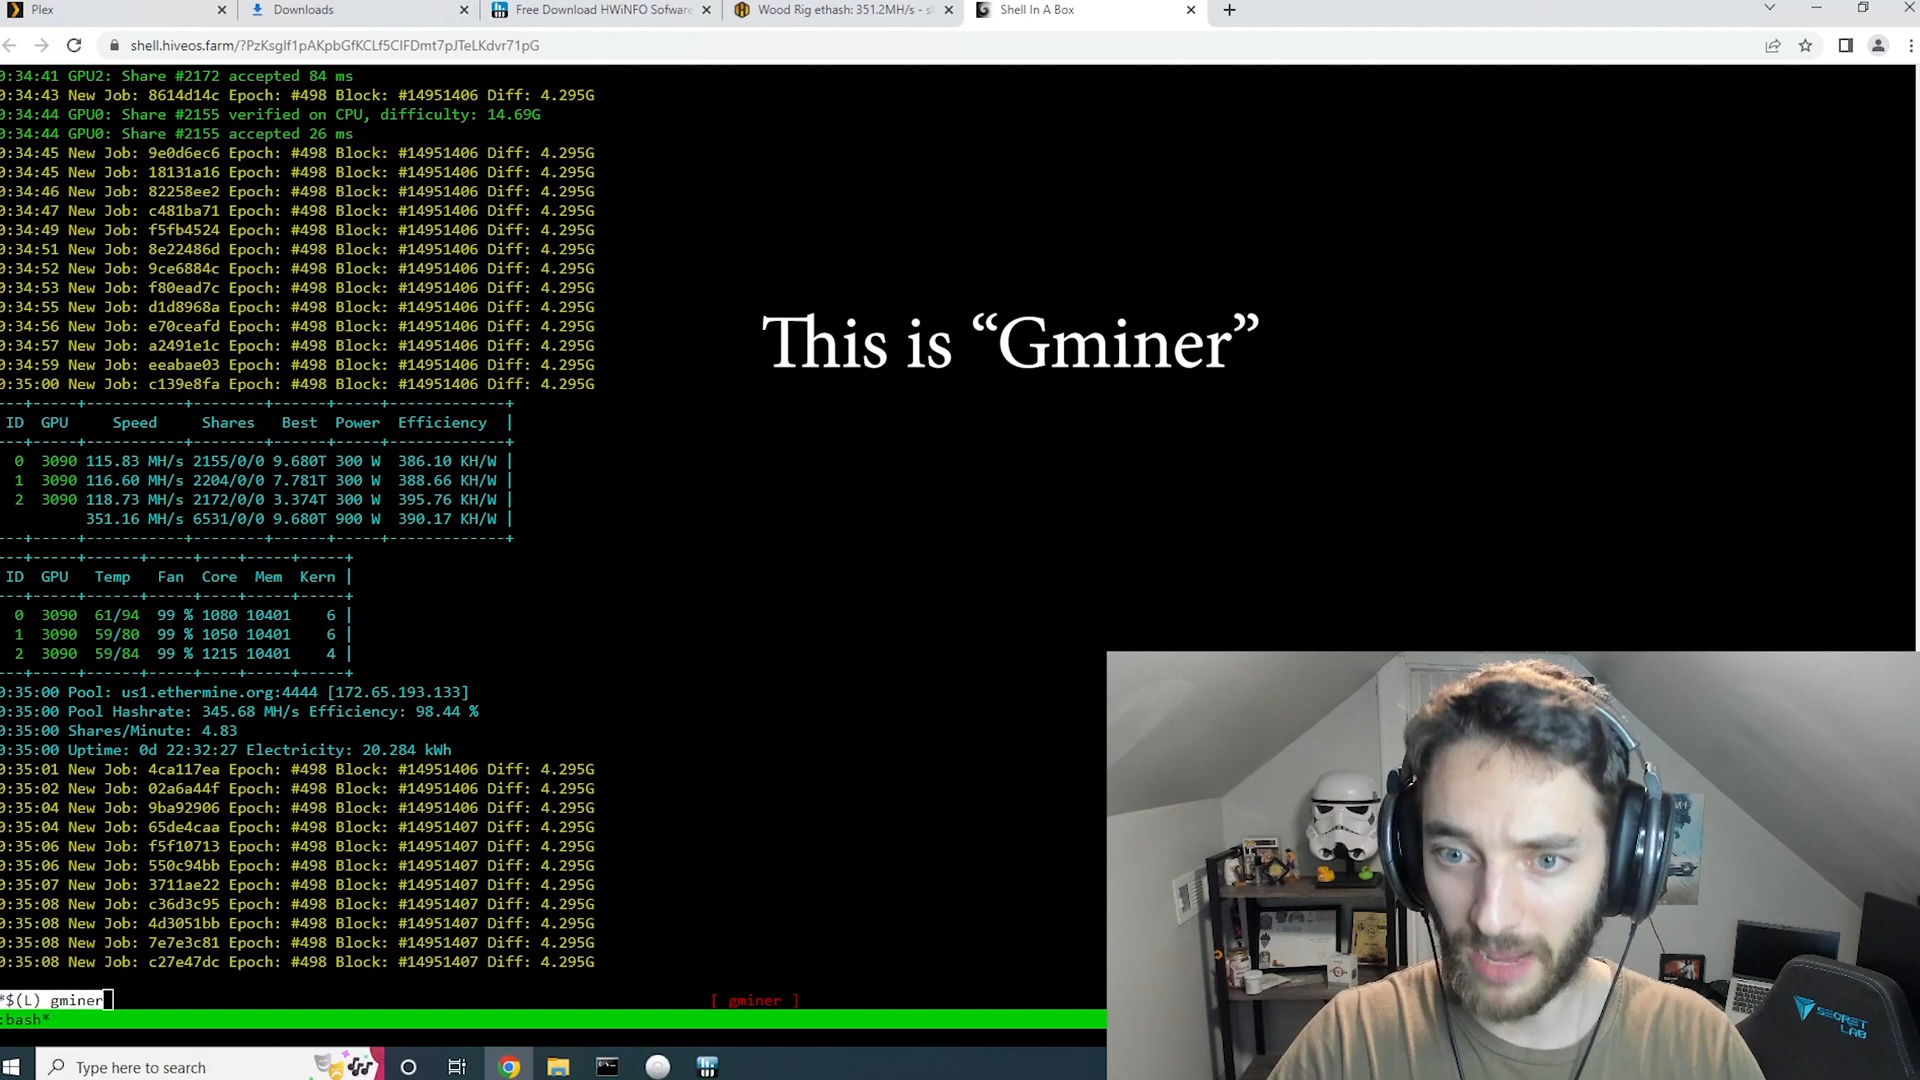 Plex
Downloads
Free Download HWiNFO Sofware
Wood Rig ethash: 351.2MH/s - s
Shell In A Box
shell.hiveos.farm/?PzKsgIf1pAKpbGfKCLf5CIFDmt7pJTeLKdvr71pG
0:34:41 GPU2: Share #2172 accepted 84 ms
0:34:43 New Job: 8614d14c Epoch: #498 Block: #14951406 Diff: 4.295G
0:34:44 GPU0: Share #2155 verified on CPU, difficulty: 14.69G
0:34:44 GPU0: Share #2155 accepted 26 ms
0:34:45 New Job: 9e0d6ec6 Epoch: #498 Block: #14951406 Diff: 4.295G
0:34:45 New Job: 18131a16 Epoch: #498 Block: #14951406 Diff: 4.295G
0:34:46 New Job: 82258ee2 Epoch: #498 Block: #14951406 Diff: 4.295G
0:34:47 New Job: c481ba71 Epoch: #498 Block: #14951406 Diff: 4.295G
0:34:49 New Job: f5fb4524 Epoch: #498 Block: #14951406 Diff: 4.295G
0:34:51 New Job: 8e22486d Epoch: #498 Block: #14951406 Diff: 4.295G
0:34:52 New Job: 9ce6884c Epoch: #498 Block: #14951406 Diff: 4.295G
0:34:53 New Job: f80ead7c Epoch: #498 Block: #14951406 Diff: 4.295G
0:34:55 New Job: d1d8968a Epoch: #498 Block: #14951406 Diff: 4.295G
0:34:56 New Job: e70ceafd Epoch: #498 Block: #14951406 Diff: 4.295G
0:34:57 New Job: a2491e1c Epoch: #498 Block: #14951406 Diff: 4.295G
0:34:59 New Job: eeabae03 Epoch: #498 Block: #14951406 Diff: 4.295G
0:35:00 New Job: c139e8fa Epoch: #498 Block: #14951406 Diff: 4.295G
This is “Gminer”
ID GPU Speed Shares Best Power Efficiency |
0 3090 115.83 MH/s 2155/0/0 9.680T 300 W 386.10 KH/W |
1 3090 116.60 MH/s 2204/0/0 7.781T 300 W 388.66 KH/W |
2 3090 118.73 MH/s 2172/0/0 3.374T 300 W 395.76 KH/W |
351.16 MH/s 6531/0/0 9.680T 900 W 390.17 KH/W |
ID GPU Temp Fan Core Mem Kern |
0 3090 61/94 99 % 1080 10401 6 |
1 3090 59/80 99 % 1050 10401 6 |
2 3090 59/84 99 % 1215 10401 4 |
0:35:00 Pool: us1.ethermine.org:4444 [172.65.193.133]
0:35:00 Pool Hashrate: 345.68 MH/s Efficiency: 98.44 %
0:35:00 Shares/Minute: 4.83
0:35:00 Uptime: 0d 22:32:27 Electricity: 20.284 kWh
0:35:01 New Job: 4ca117ea Epoch: #498 Block: #14951406 Diff: 4.295G
0:35:02 New Job: 02a6a44f Epoch: #498 Block: #14951406 Diff: 4.295G
0:35:04 New Job: 9ba92906 Epoch: #498 Block: #14951406 Diff: 4.295G
0:35:04 New Job: 65de4caa Epoch: #498 Block: #14951407 Diff: 4.295G
0:35:06 New Job: f5f10713 Epoch: #498 Block: #14951407 Diff: 4.295G
0:35:06 New Job: 550c94bb Epoch: #498 Block: #14951407 Diff: 4.295G
0:35:07 New Job: 3711ae22 Epoch: #498 Block: #14951407 Diff: 4.295G
0:35:08 New Job: c36d3c95 Epoch: #498 Block: #14951407 Diff: 4.295G
0:35:08 New Job: 4d3051bb Epoch: #498 Block: #14951407 Diff: 4.295G
0:35:08 New Job: 7e7e3c81 Epoch: #498 Block: #14951407 Diff: 4.295G
0:35:08 New Job: c27e47dc Epoch: #498 Block: #14951407 Diff: 4.295G
*$(L) gminer
[ gminer ]
:bash*
SECRET LAB
Type here to search